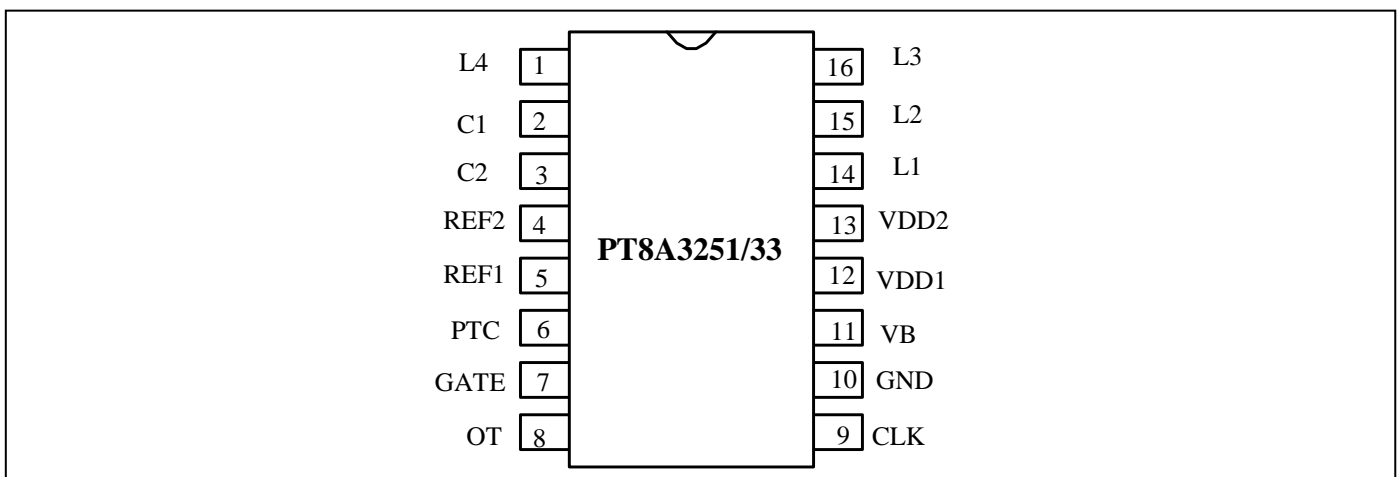 L4 1 16 L3
C1 2 15 L2
C2 3 14 L1
REF2 4 13 VDD2
PT8A3251/33
REF1 5 12 VDD1
PTC 6 11 VB
GATE 7 10 GND
OT 8 9 CLK